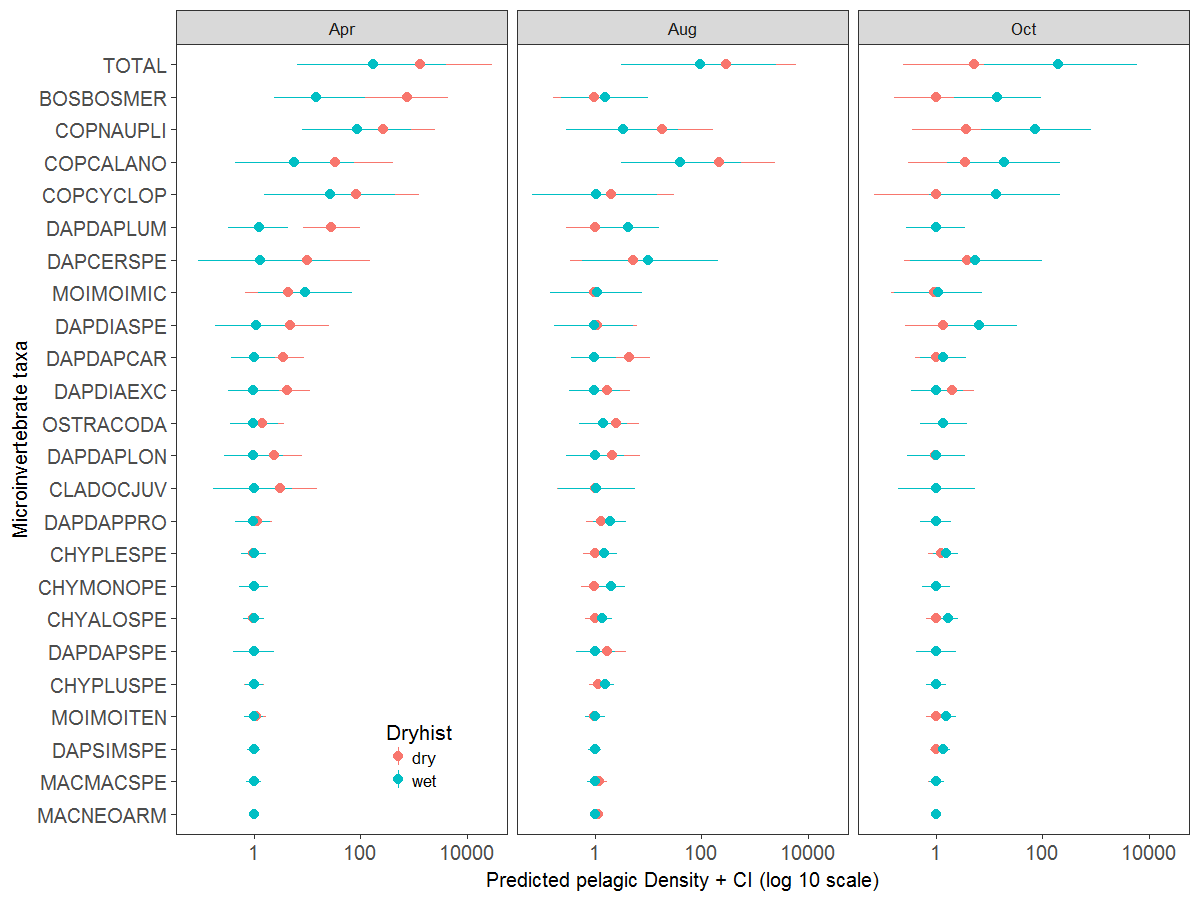 Apr
Aug
Oct
Microinvertebrate taxa
TOTAL
BOSBOSMER
COPNAUPLI
COPCALANO
COPCYCLOP
DAPDAPLUM
DAPCERSPE
MOIMOIMIC
DAPDIASPE
DAPDAPCAR
DAPDIAEXC
OSTRACODA
DAPDAPLON
CLADOCJUV
DAPDAPPRO
CHYPLESPE
CHYMONOPE
CHYALOSPE
DAPDAPSPE
CHYPLUSPE
MOIMOITEN
DAPSIMSPE
MACMACSPE
MACNEOARM
Dryhist
dry
wet
1 100 10000
1 100 10000
1 100 10000
Predicted pelagic Density + CI (log 10 scale)